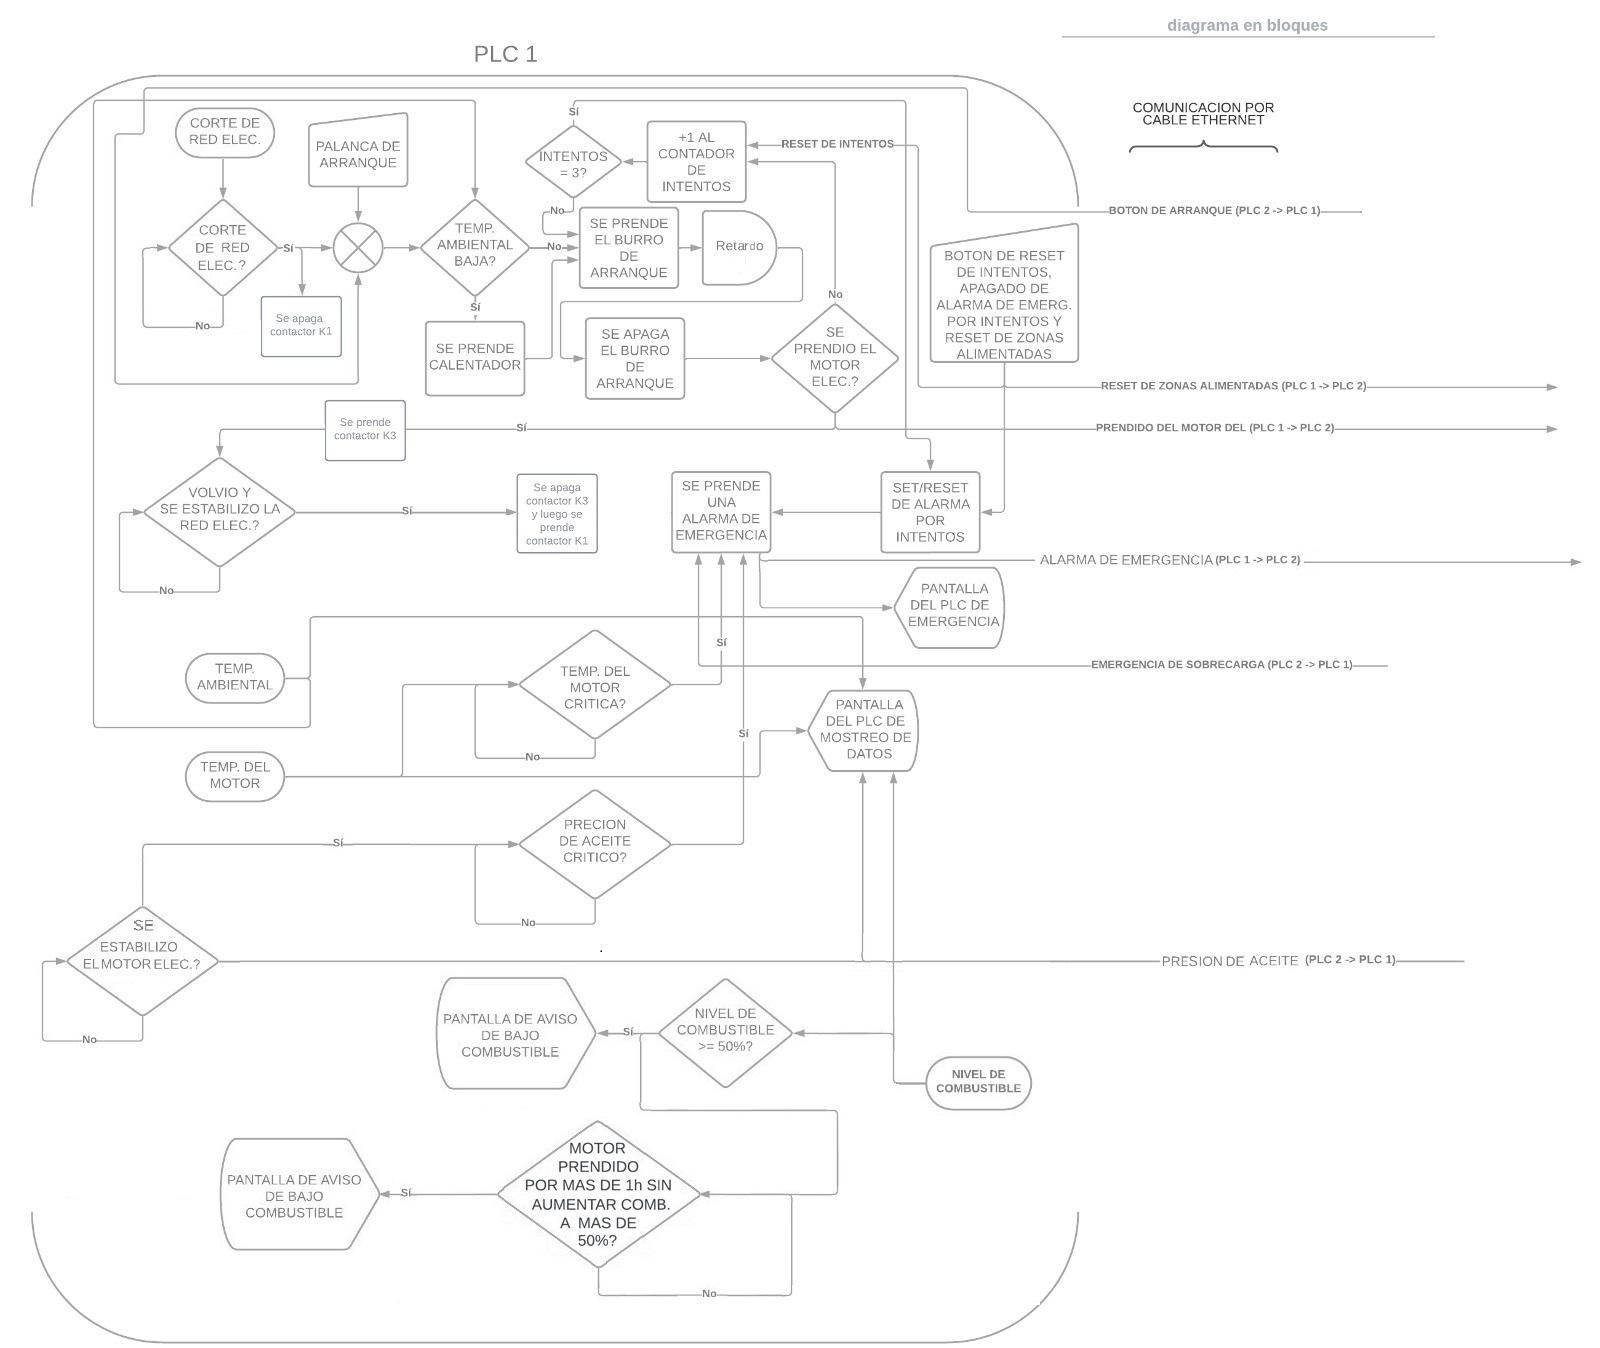 diagrama en bloques
PLC 1
COMUNICACION POR
CABLE ETHERNET
CORTE DE
RED ELEC.
PALANCA DE
ARRANQUE
Sí
INTENTOS
= 3?
+1 AL
CONTADOR
DE
INTENTOS
RESET DE INTENTOS
No
BOTON DE ARRANQUE (PLC 2 -> PLC 1)
CORTE
DE RED
ELEC.?
Sí
No
TEMP.
AMBIENTAL
BAJA?
No
Sí
SE PRENDE
EL BURRO
DE
ARRANQUE
Retardo
BOTON DE RESET
DE INTENTOS,
APAGADO DE
ALARMA DE EMERG.
POR INTENTOS Y
RESET DE ZONAS
ALIMENTADAS
Se apaga
contactor K1
SE PRENDE
CALENTADOR
SE APAGA
EL BURRO
DE
ARRANQUE
No
SE
PRENDIO EL
MOTOR
ELEC.?
RESET DE ZONAS ALIMENTADAS (PLC 1 -> PLC 2)
Se prende
contactor K3
Sí
PRENDIDO DEL MOTOR DEL (PLC 1 -> PLC 2)
VOLVIO Y
SE ESTABILIZO LA
RED ELEC.?
Sí
No
Se apaga
contactor K3
y luego se
prende
contactor K1
SE PRENDE
UNA
ALARMA DE
EMERGENCIA
SET/RESET
DE ALARMA
POR
INTENTOS
ALARMA DE EMERGENCIA (PLC 1 -> PLC 2)
PANTALLA
DEL PLC DE
EMERGENCIA
Sí
EMERGENCIA DE SOBRECARGA (PLC 2 -> PLC 1)
TEMP.
AMBIENTAL
TEMP. DEL
MOTOR
CRITICA?
No
Sí
PANTALLA
DEL PLC DE
MOSTREO DE
DATOS
TEMP. DEL
MOTOR
PRECION
DE ACEITE
CRITICO?
Sí
No
SE
ESTABILIZO
EL MOTOR ELEC.?
No
PRESION DE ACEITE (PLC 2 -> PLC 1)
PANTALLA DE AVISO
DE BAJO
COMBUSTIBLE
Sí
NIVEL DE
COMBUSTIBLE
>= 50%?
NIVEL DE
COMBUSTIBLE
PANTALLA DE AVISO
DE BAJO
COMBUSTIBLE
Sí
MOTOR
PRENDIDO
POR MAS DE 1h SIN
AUMENTAR COMB.
A MAS DE
50%?
No